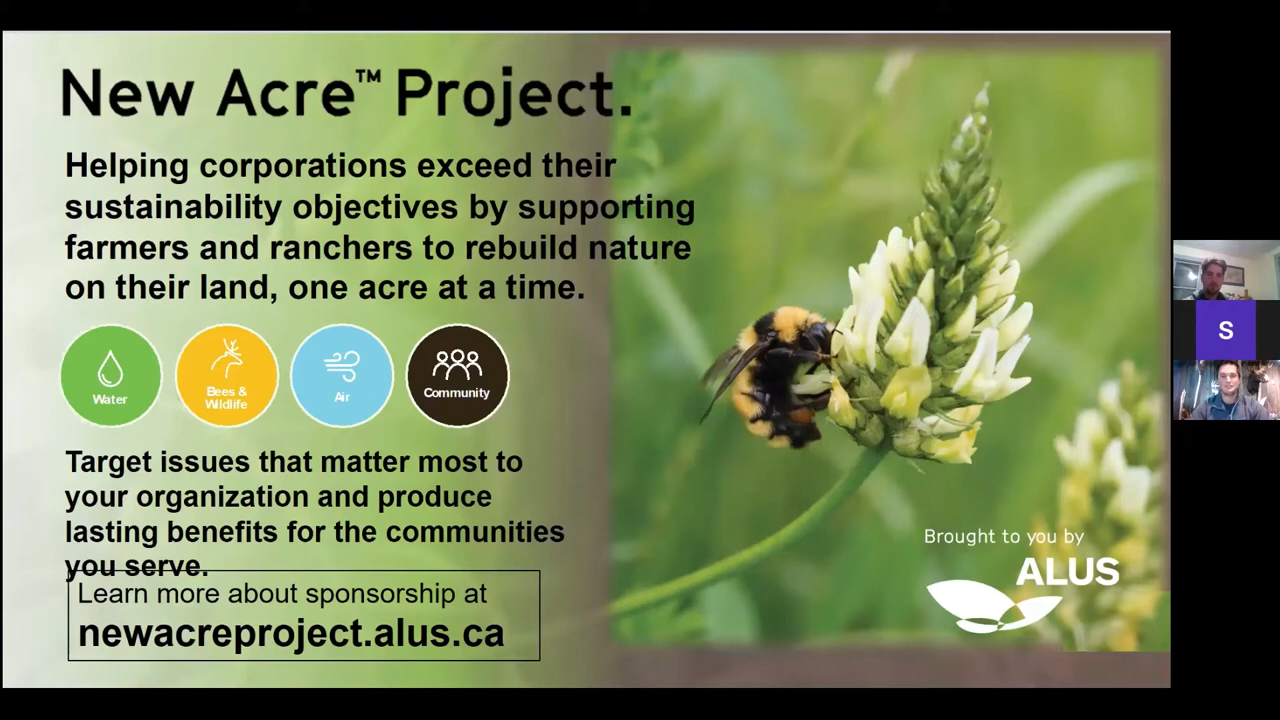 New Acre™ Project.
Helping corporations exceed their
sustainability objectives by supporting
farmers and ranchers to rebuild nature
on their land, one acre at a time.
Water
Bees &
Wildlife
Air
Community
Target issues that matter most to
your organization and produce
lasting benefits for the communities
you serve.
Learn more about sponsorship at
newacreproject.alus.ca
Brought to you by
ALUS
S